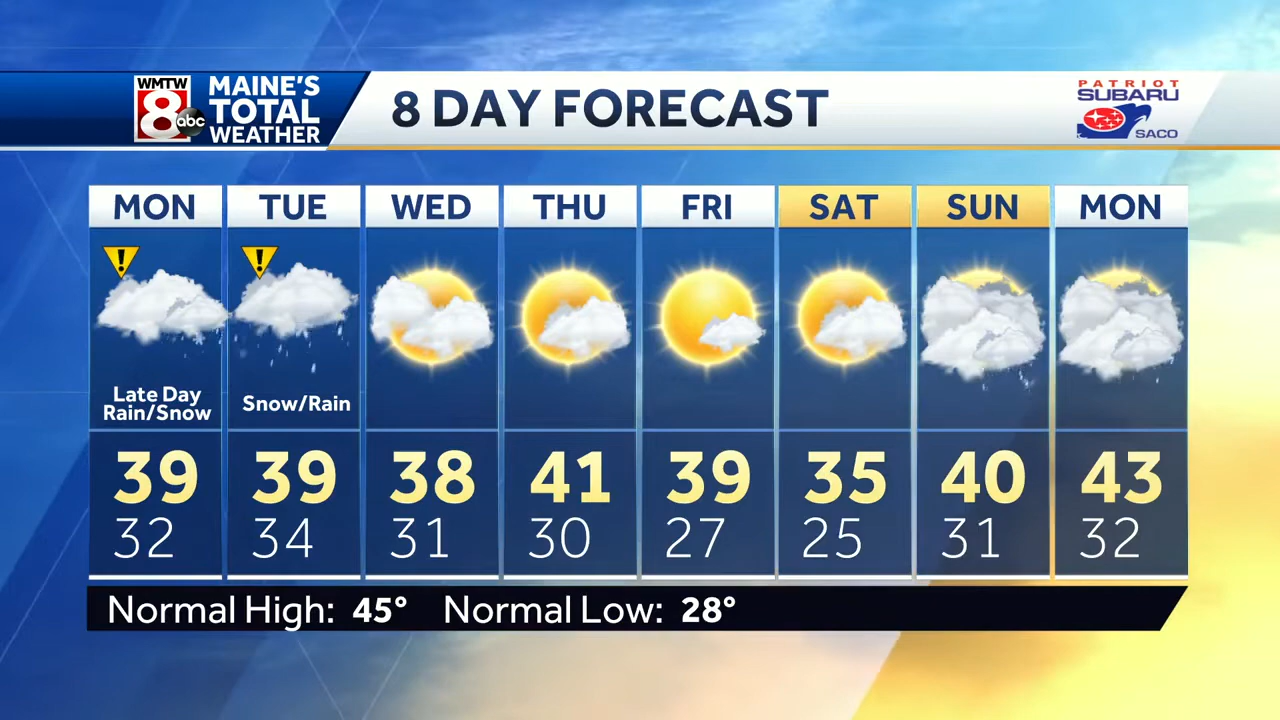 WMTW
8
abc
MAINE'S
TOTAL
WEATHER
8 DAY FORECAST
PATRIOT
SUBARU
SACO
MON TUE WED THU FRI SAT SUN MON
! !
Late Day
Rain/Snow
Snow/Rain
39 39 38 41 39 35 40 43
32 34 31 30 27 25 31 32
Normal High: 45° Normal Low: 28°